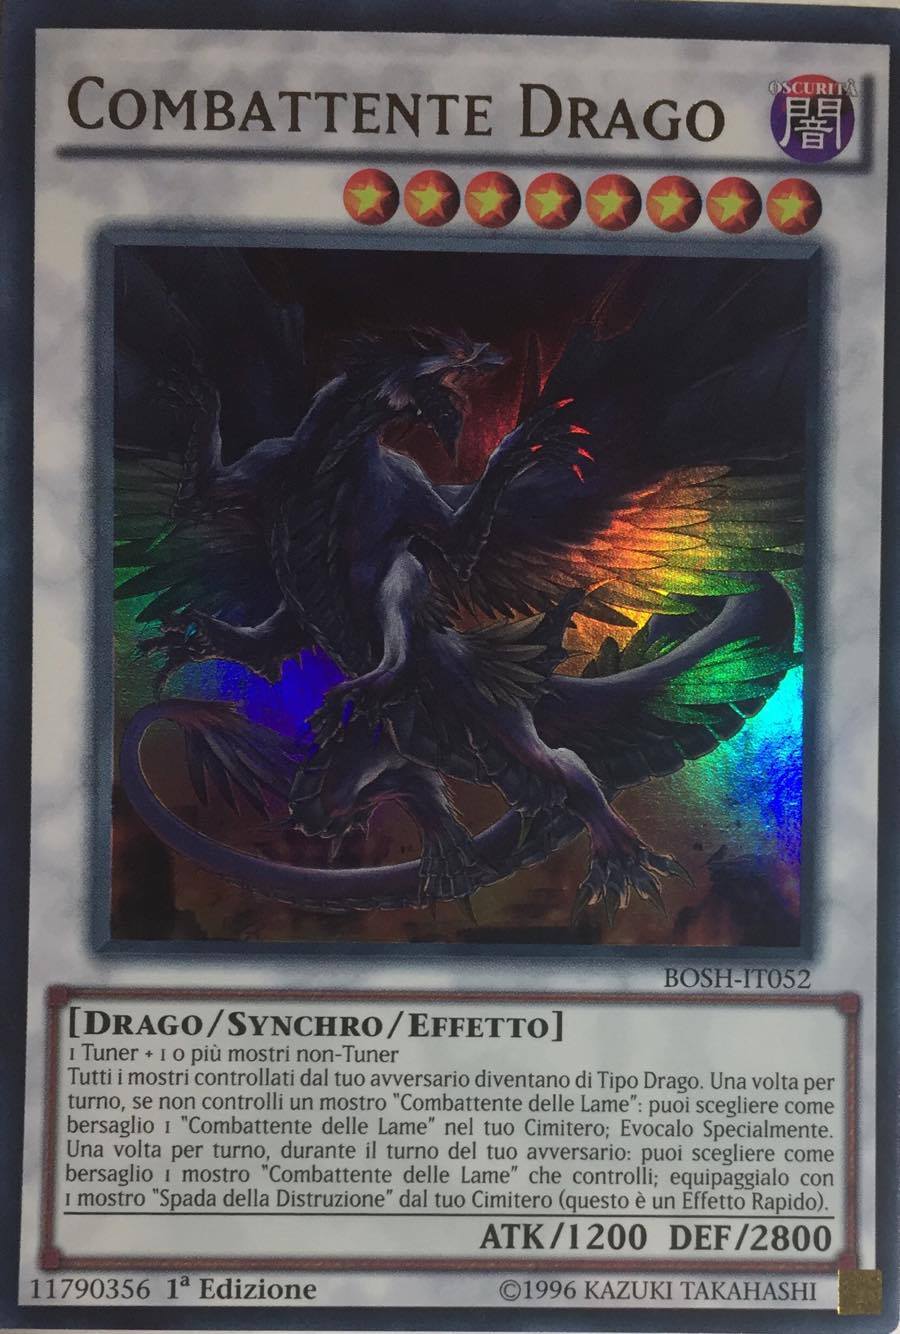 COMBATTENTE DRAGO
OSCURITÀ
闇
BOSH-IT052
[DRAGO/SYNCHRO/EFFETTO]
1 Tuner + 1 o più mostri non-Tuner
Tutti i mostri controllati dal tuo avversario diventano di Tipo Drago. Una volta per
turno, se non controlli un mostro "Combattente delle Lame": puoi scegliere come
bersaglio 1 "Combattente delle Lame" nel tuo Cimitero; Evocalo Specialmente.
Una volta per turno, durante il turno del tuo avversario: puoi scegliere come
bersaglio 1 mostro "Combattente delle Lame" che controlli; equipaggialo con
1 mostro "Spada della Distruzione" dal tuo Cimitero (questo è un Effetto Rapido).
ATK/1200 DEF/2800
11790356 1ª Edizione ©1996 KAZUKI TAKAHASHI